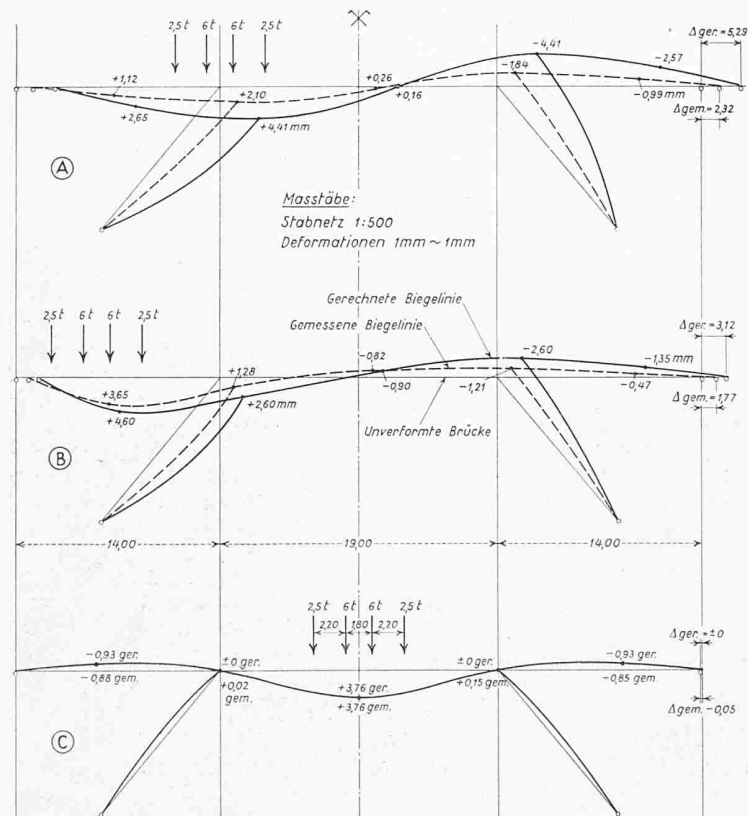 2,5t 6t 6t 2,5t
Δ ger. = 5,29
-4,41
-2,57
+1,12
+2,10
+0,26
-1,84
+0,16
-0,99 mm
+2,65
+4,41 mm
Δ gem. = 2,32
A
Masstäbe:
Stabnetz 1:500
Deformationen 1mm ~ 1mm
2,5t 6t 6t 2,5t
Gerechnete Biegelinie
Gemessene Biegelinie
Δ ger. = 3,12
-0,82
-2,60
-1,35 mm
+1,28
+3,65
-0,90
-1,21
-0,47
+4,60
+2,60 mm
Δ gem. = 1,77
Unverformte Brücke
B
14,00 19,00 14,00
2,5t 6t 6t 2,5t
2,20 1,80 2,20
Δ ger. = ±0
-0,93 ger.
±0 ger.
±0 ger.
-0,93 ger.
-0,88 gem.
+0,02
gem.
+3,76 ger.
+3,76 gem.
+0,15 gem.
-0,85 gem.
Δ gem. -0,05
C